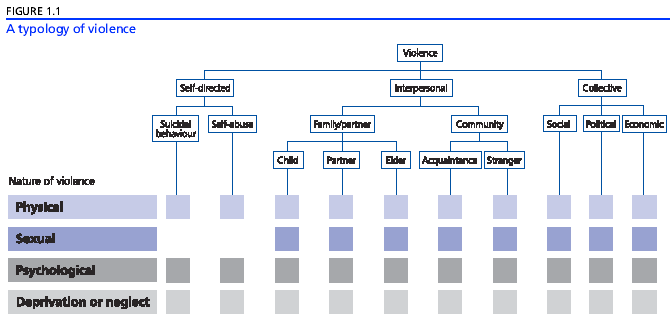 FIGURE 1.1
A typology of violence
Violence
Self-directed Interpersonal Collective
Suicidal behaviour Self-abuse Family/partner Community Social Political Economic
Child Partner Elder Acquaintance Stranger
Nature of violence
Physical
Sexual
Psychological
Deprivation or neglect